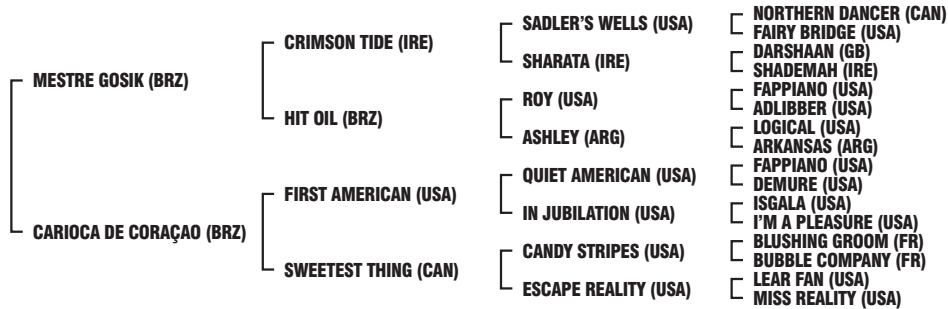 MESTRE GOSIK (BRZ)
CARIOCA DE CORAÇAO (BRZ)
CRIMSON TIDE (IRE)
HIT OIL (BRZ)
FIRST AMERICAN (USA)
SWEETEST THING (CAN)
SADLER'S WELLS (USA)
SHARATA (IRE)
ROY (USA)
ASHLEY (ARG)
QUIET AMERICAN (USA)
IN JUBILATION (USA)
CANDY STRIPES (USA)
ESCAPE REALITY (USA)
NORTHERN DANCER (CAN)
FAIRY BRIDGE (USA)
DARSHAAN (GB)
SHADEMAH (IRE)
FAPPIANO (USA)
ADLIBBER (USA)
LOGICAL (USA)
ARKANSAS (ARG)
FAPPIANO (USA)
DEMURE (USA)
ISGALA (USA)
I'M A PLEASURE (USA)
BLUSHING GROOM (FR)
BUBBLE COMPANY (FR)
LEAR FAN (USA)
MISS REALITY (USA)